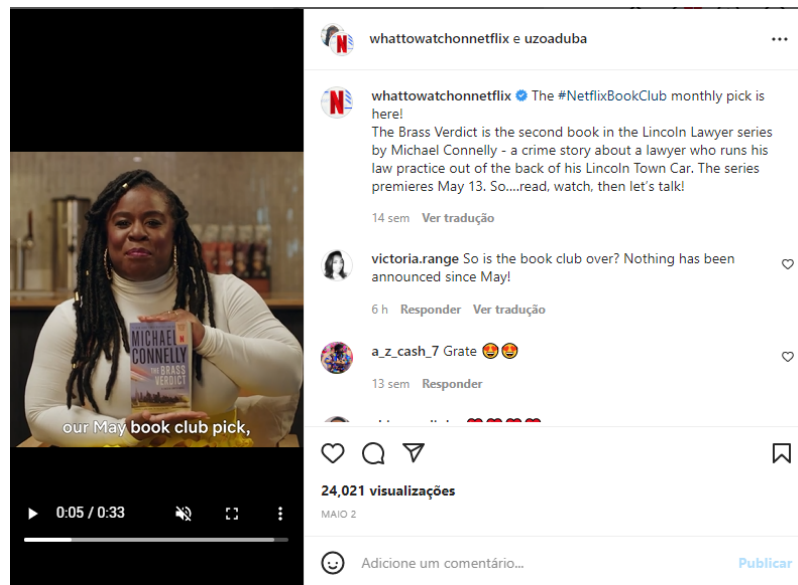 whattowatchonnetflix e uzoaduba
whattowatchonnetflix The #NetflixBookClub monthly pick is
here!
The Brass Verdict is the second book in the Lincoln Lawyer series
by Michael Connelly - a crime story about a lawyer who runs his
law practice out of the back of his Lincoln Town Car. The series
premieres May 13. So....read, watch, then let's talk!
14 sem Ver tradução
victoria.range So is the book club over? Nothing has been
announced since May!
6 h Responder Ver tradução
a_z_cash_7 Grate 😍😍
13 sem Responder
MICHAEL
CONNELLY
THE BRASS
VERDICT
our May book club pick,
0:05 / 0:33
24,021 visualizações
MAIO 2
Adicione um comentário...
Publicar